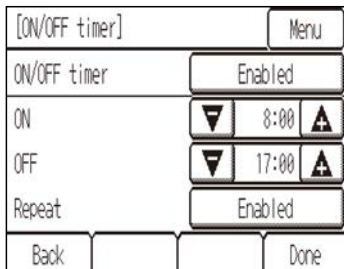 [ON/OFF timer] Menu
ON/OFF timer Enabled
ON 8:00
OFF 17:00
Repeat Enabled
Back Done